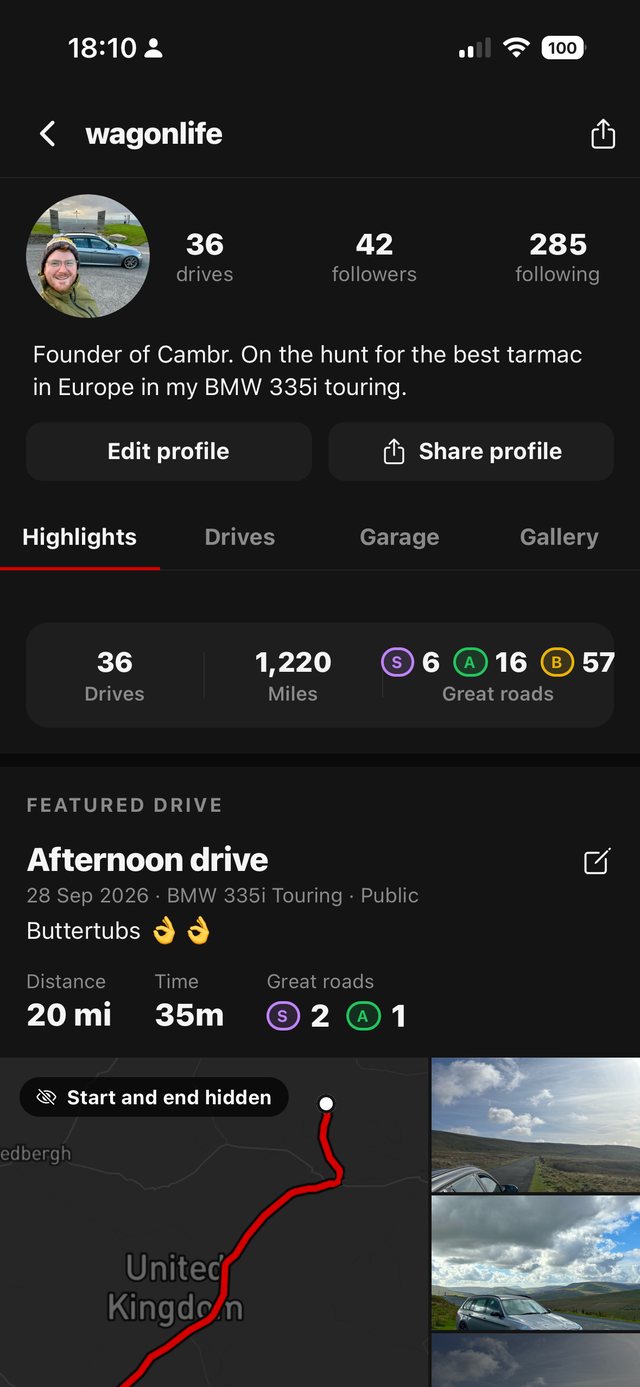 18:10
100
wagonlife
36
drives
42
followers
285
following
Founder of Cambr. On the hunt for the best tarmac
in Europe in my BMW 335i touring.
Edit profile
Share profile
Highlights
Drives
Garage
Gallery
36
Drives
1,220
Miles
S 6 A 16 B 57
Great roads
FEATURED DRIVE
Afternoon drive
28 Sep 2026 · BMW 335i Touring · Public
Buttertubs 👌👌
Distance
20 mi
Time
35m
Great roads
S 2 A 1
Start and end hidden
edbergh
United
Kingdom